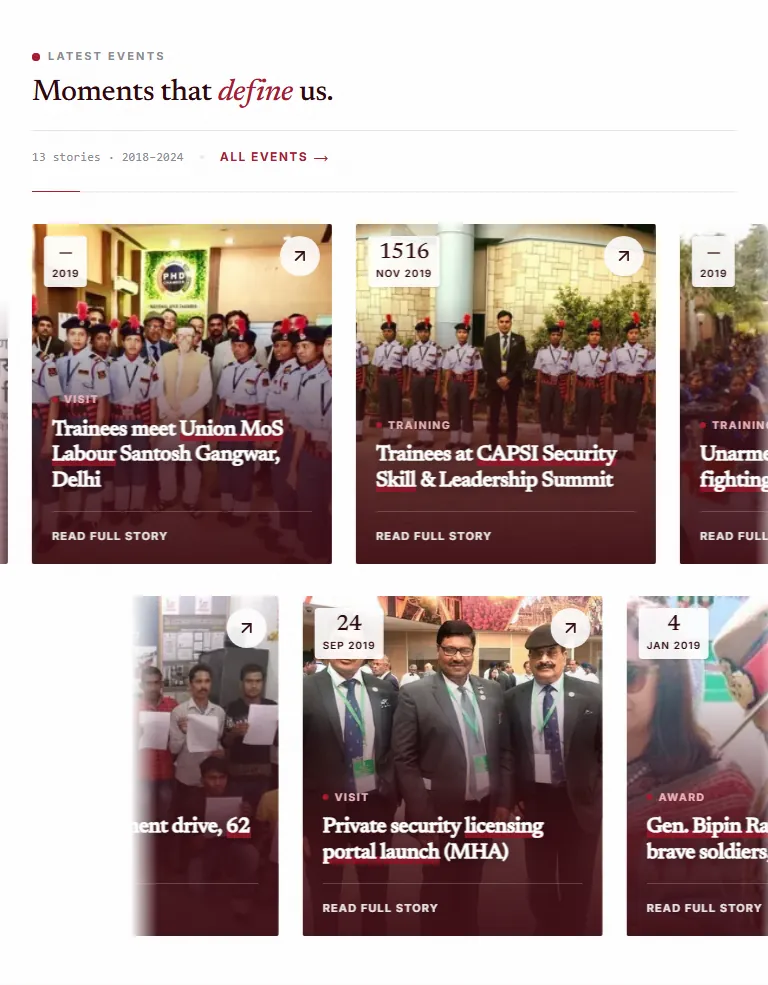 LATEST EVENTS
Moments that define us.
13 stories · 2018–2024
ALL EVENTS →
—
2019
PHD
VISIT
Trainees meet Union MoS
Labour Santosh Gangwar,
Delhi
READ FULL STORY
1516
NOV 2019
TRAINING
Trainees at CAPSI Security
Skill & Leadership Summit
READ FULL STORY
—
2019
TRAINING
Unarme
fighting
READ FULL
ent drive, 62
24
SEP 2019
VISIT
Private security licensing
portal launch (MHA)
READ FULL STORY
4
JAN 2019
AWARD
Gen. Bipin Ra
brave soldiers,
READ FULL STORY